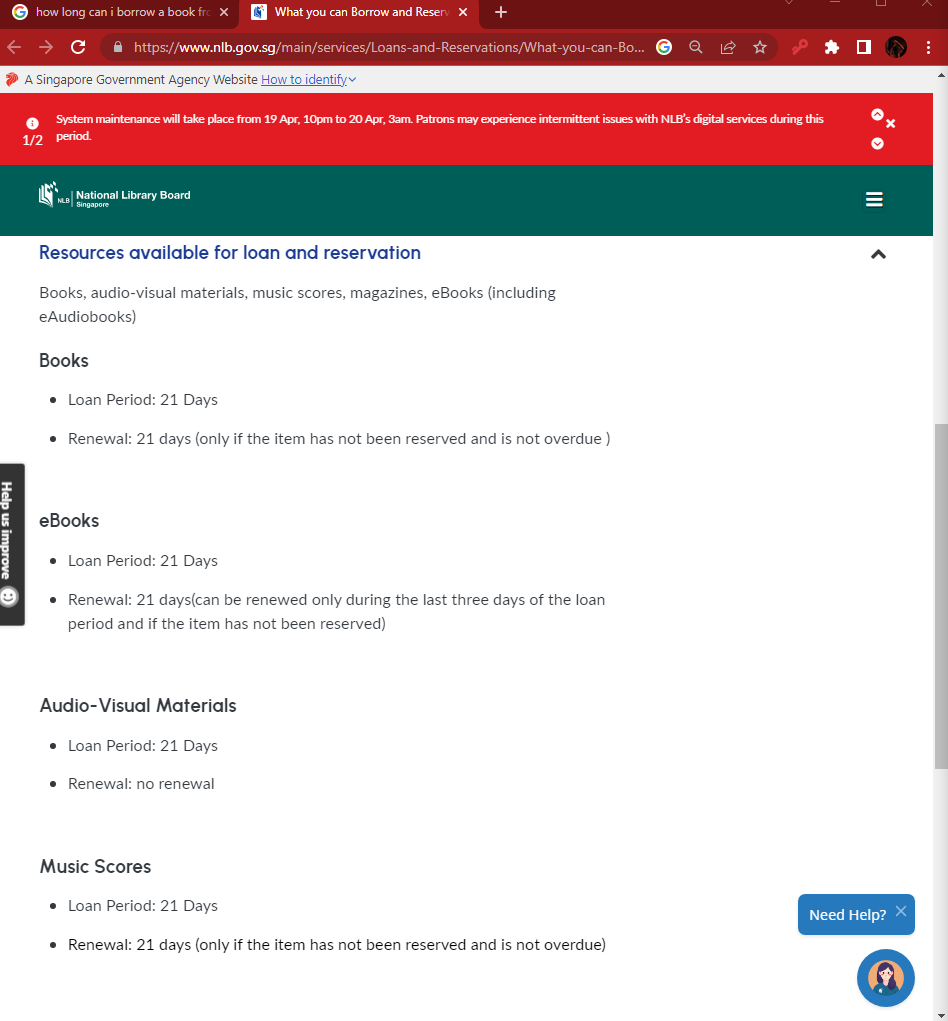 how long can i borrow a book fr
What you can Borrow and Reserv
https://www.nlb.gov.sg/main/services/Loans-and-Reservations/What-you-can-Bo...
A Singapore Government Agency Website How to identify
System maintenance will take place from 19 Apr, 10pm to 20 Apr, 3am. Patrons may experience intermittent issues with NLB's digital services during this
1/2 period.
NLB National Library Board
Singapore
Resources available for loan and reservation
Books, audio-visual materials, music scores, magazines, eBooks (including
eAudiobooks)
Books
• Loan Period: 21 Days
• Renewal: 21 days (only if the item has not been reserved and is not overdue )
Help us improve
eBooks
• Loan Period: 21 Days
• Renewal: 21 days(can be renewed only during the last three days of the loan
period and if the item has not been reserved)
Audio-Visual Materials
• Loan Period: 21 Days
• Renewal: no renewal
Music Scores
• Loan Period: 21 Days
• Renewal: 21 days (only if the item has not been reserved and is not overdue)
Need Help?